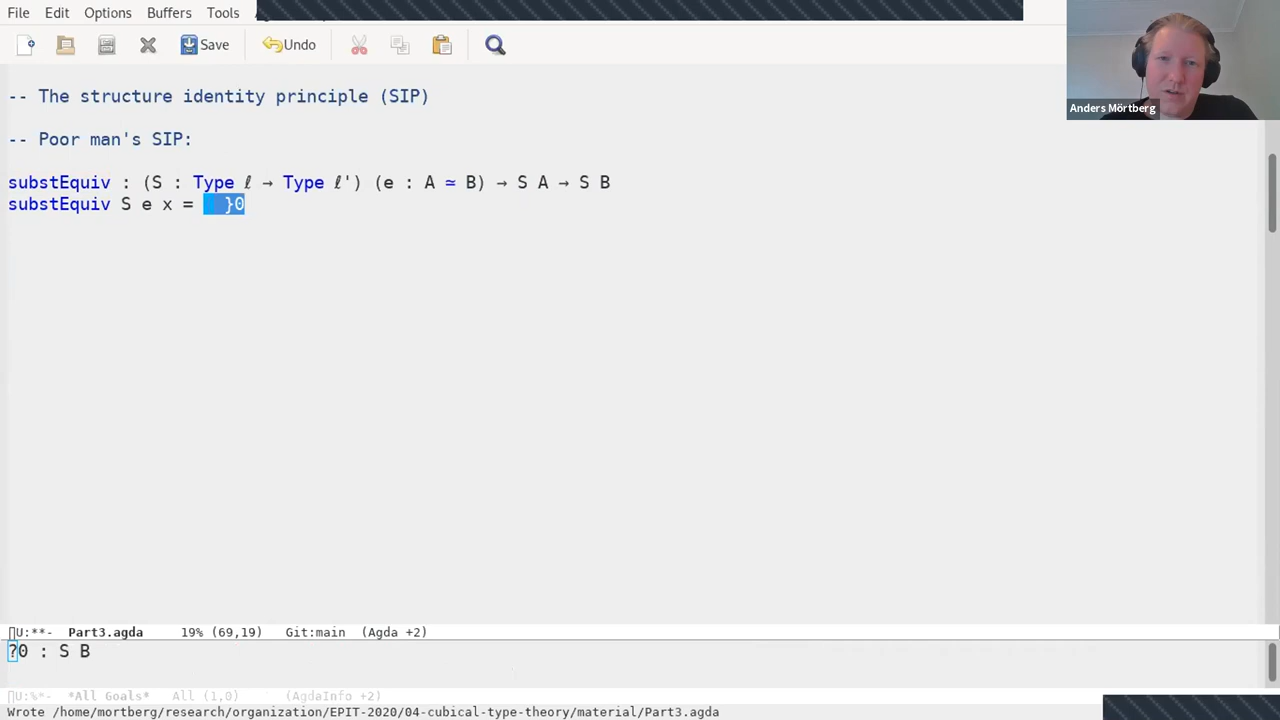 File Edit Options Buffers Tools
Save Undo
Anders Mörtberg
-- The structure identity principle (SIP)
-- Poor man's SIP:
substEquiv : (S : Type ℓ → Type ℓ') (e : A ≃ B) → S A → S B
substEquiv S e x = }0
U:**- Part3.agda 19% (69,19) Git:main (Agda +2)
?0 : S B
U:%*- *All Goals* All (1,0) (AgdaInfo +2)
Wrote /home/mortberg/research/organization/EPIT-2020/04-cubical-type-theory/material/Part3.agda